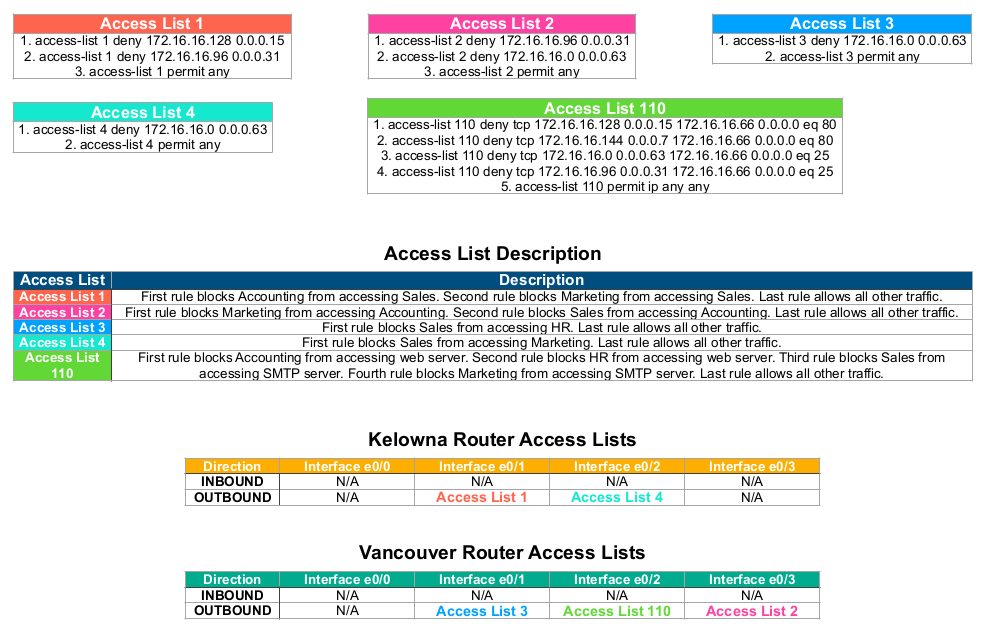 Access List 1
1. access-list 1 deny 172.16.16.128 0.0.0.15
2. access-list 1 deny 172.16.16.96 0.0.0.31
3. access-list 1 permit any
Access List 2
1. access-list 2 deny 172.16.16.96 0.0.0.31
2. access-list 2 deny 172.16.16.0 0.0.0.63
3. access-list 2 permit any
Access List 3
1. access-list 3 deny 172.16.16.0 0.0.0.63
2. access-list 3 permit any
Access List 4
1. access-list 4 deny 172.16.16.0 0.0.0.63
2. access-list 4 permit any
Access List 110
1. access-list 110 deny tcp 172.16.16.128 0.0.0.15 172.16.16.66 0.0.0.0 eq 80
2. access-list 110 deny tcp 172.16.16.144 0.0.0.7 172.16.16.66 0.0.0.0 eq 80
3. access-list 110 deny tcp 172.16.16.0 0.0.0.63 172.16.16.66 0.0.0.0 eq 25
4. access-list 110 deny tcp 172.16.16.96 0.0.0.31 172.16.16.66 0.0.0.0 eq 25
5. access-list 110 permit ip any any
Access List Description
Access List Description
Access List 1 First rule blocks Accounting from accessing Sales. Second rule blocks Marketing from accessing Sales. Last rule allows all other traffic.
Access List 2 First rule blocks Marketing from accessing Accounting. Second rule blocks Sales from accessing Accounting. Last rule allows all other traffic.
Access List 3 First rule blocks Sales from accessing HR. Last rule allows all other traffic.
Access List 4 First rule blocks Sales from accessing Marketing. Last rule allows all other traffic.
Access List 110 First rule blocks Accounting from accessing web server. Second rule blocks HR from accessing web server. Third rule blocks Sales from
accessing SMTP server. Fourth rule blocks Marketing from accessing SMTP server. Last rule allows all other traffic.
Kelowna Router Access Lists
Direction Interface e0/0 Interface e0/1 Interface e0/2 Interface e0/3
INBOUND N/A N/A N/A N/A
OUTBOUND N/A Access List 1 Access List 4 N/A
Vancouver Router Access Lists
Direction Interface e0/0 Interface e0/1 Interface e0/2 Interface e0/3
INBOUND N/A N/A N/A N/A
OUTBOUND N/A Access List 3 Access List 110 Access List 2